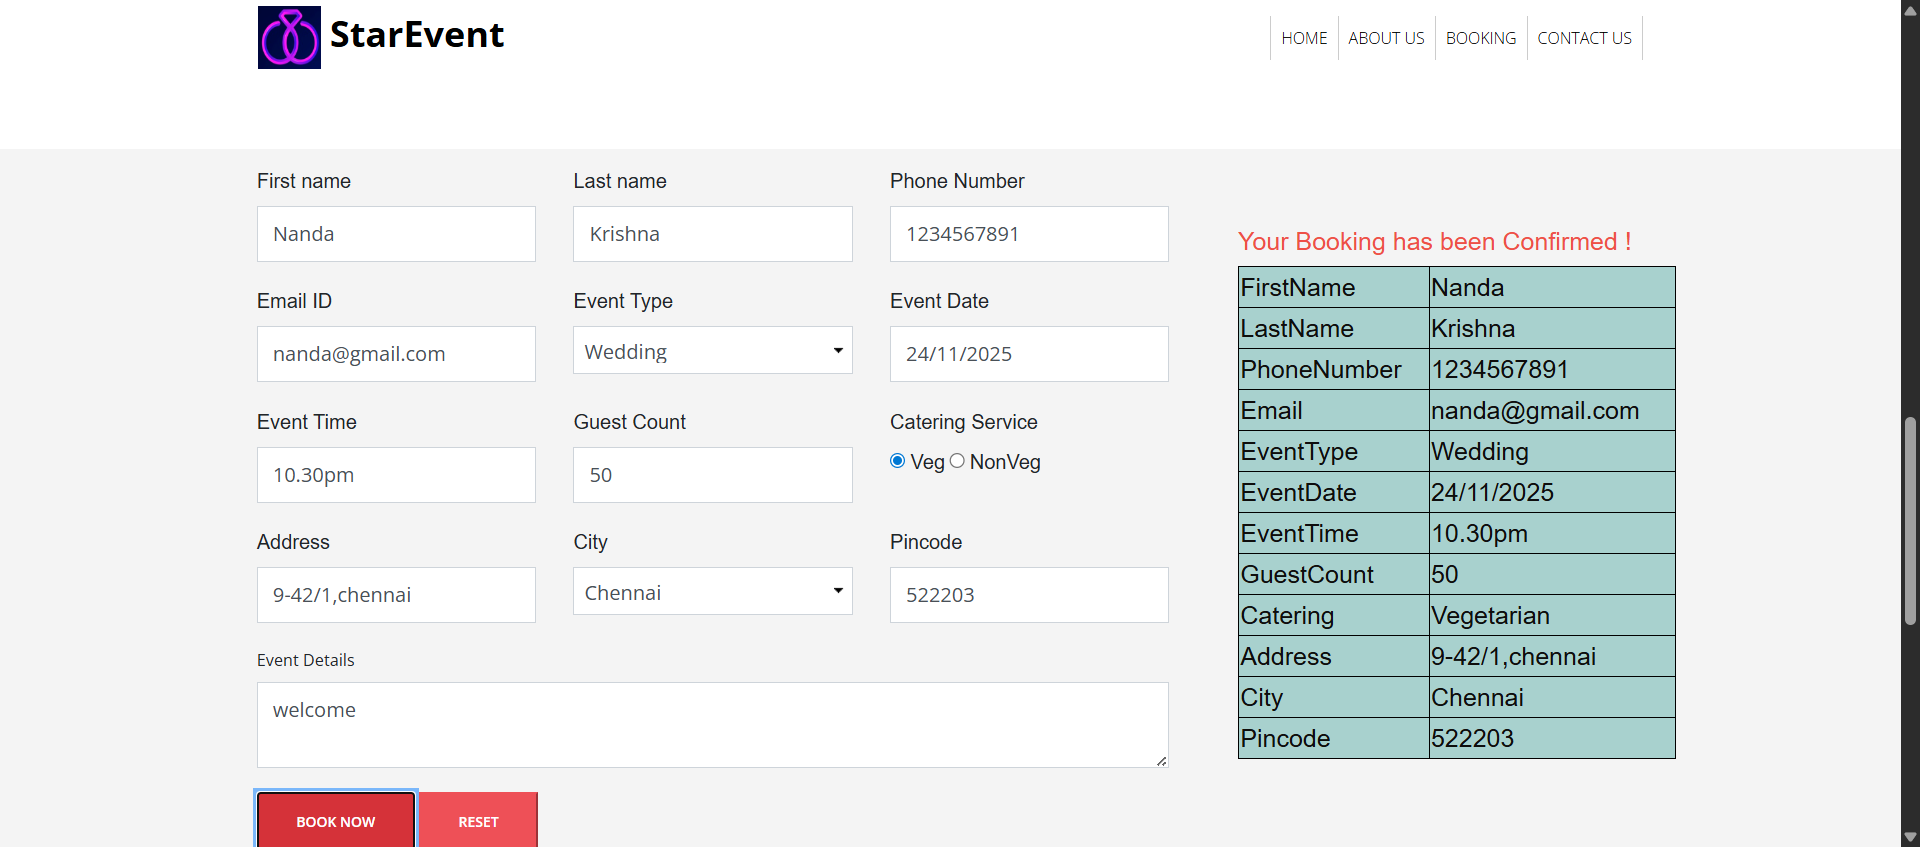 StarEvent
HOME ABOUT US BOOKING CONTACT US
First name Last name Phone Number
Nanda Krishna 1234567891
Email ID Event Type Event Date
nanda@gmail.com Wedding 24/11/2025
Event Time Guest Count Catering Service
10.30pm 50 Veg NonVeg
Address City Pincode
9-42/1,chennai Chennai 522203
Event Details
welcome
BOOK NOW RESET
Your Booking has been Confirmed !
FirstName Nanda
LastName Krishna
PhoneNumber 1234567891
Email nanda@gmail.com
EventType Wedding
EventDate 24/11/2025
EventTime 10.30pm
GuestCount 50
Catering Vegetarian
Address 9-42/1,chennai
City Chennai
Pincode 522203